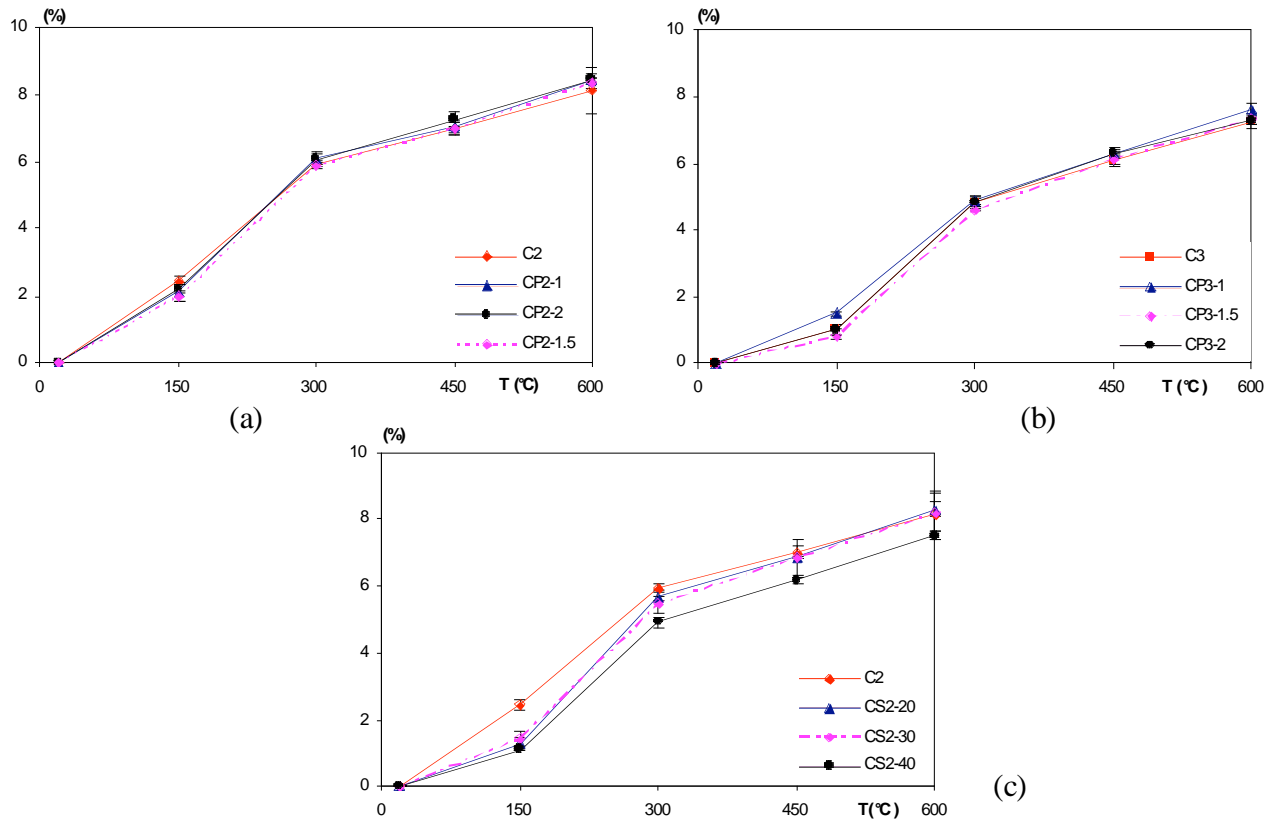 (%)
10
8
6
4
2
0
0 150 300 450 600
T (°C)
C2
CP2-1
CP2-2
CP2-1.5
(a)
(%)
10
8
6
4
2
0
0 150 300 450 600
T (°C)
C3
CP3-1
CP3-1.5
CP3-2
(b)
(%)
10
8
6
4
2
0
0 150 300 450 600
T(°C)
C2
CS2-20
CS2-30
CS2-40
(c)